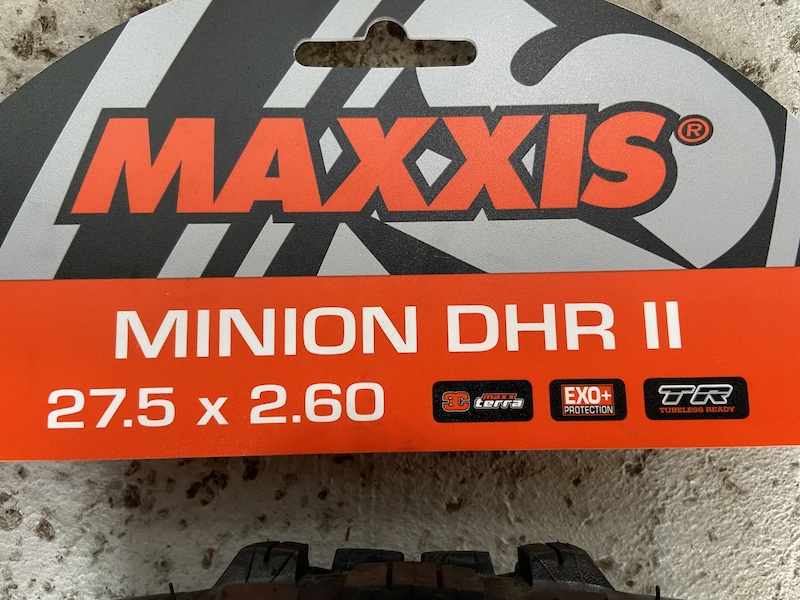 MAXXIS®
MINION DHR II
27.5 x 2.60
3C maxx terra
EXO+ PROTECTION
TR TUBELESS READY